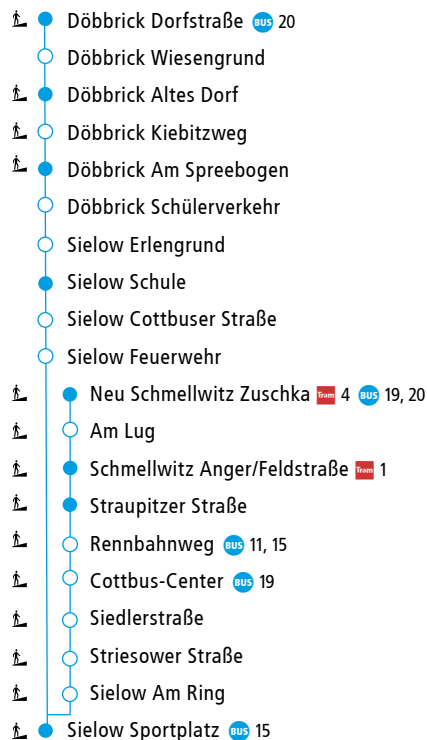 Döbbrick Dorfstraße BUS 20
Döbbrick Wiesengrund
Döbbrick Altes Dorf
Döbbrick Kiebitzweg
Döbbrick Am Spreebogen
Döbbrick Schülerverkehr
Sielow Erlengrund
Sielow Schule
Sielow Cottbuser Straße
Sielow Feuerwehr
Neu Schmellwitz Zuschka Tram 4 BUS 19, 20
Am Lug
Schmellwitz Anger/Feldstraße Tram 1
Straupitzer Straße
Rennbahnweg BUS 11, 15
Cottbus-Center BUS 19
Siedlerstraße
Striesower Straße
Sielow Am Ring
Sielow Sportplatz BUS 15